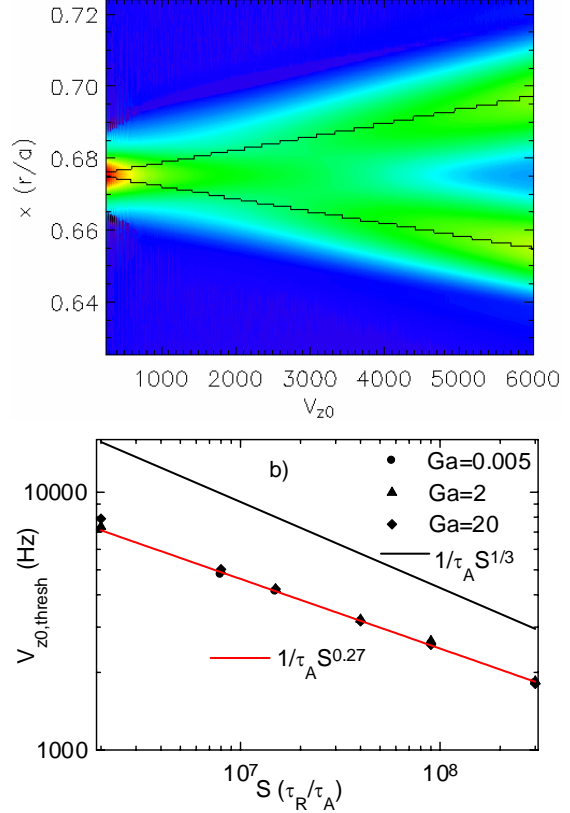 0.72
0.70
0.68
0.66
0.64
x (r/a)
1000 2000 3000 4000 5000 6000
V_z0
b)
Ga=0.005
Ga=2
Ga=20
1/τ_A S^1/3
1/τ_A S^0.27
10000
1000
V_z0,thresh (Hz)
10^7 10^8
S (τ_R/τ_A)